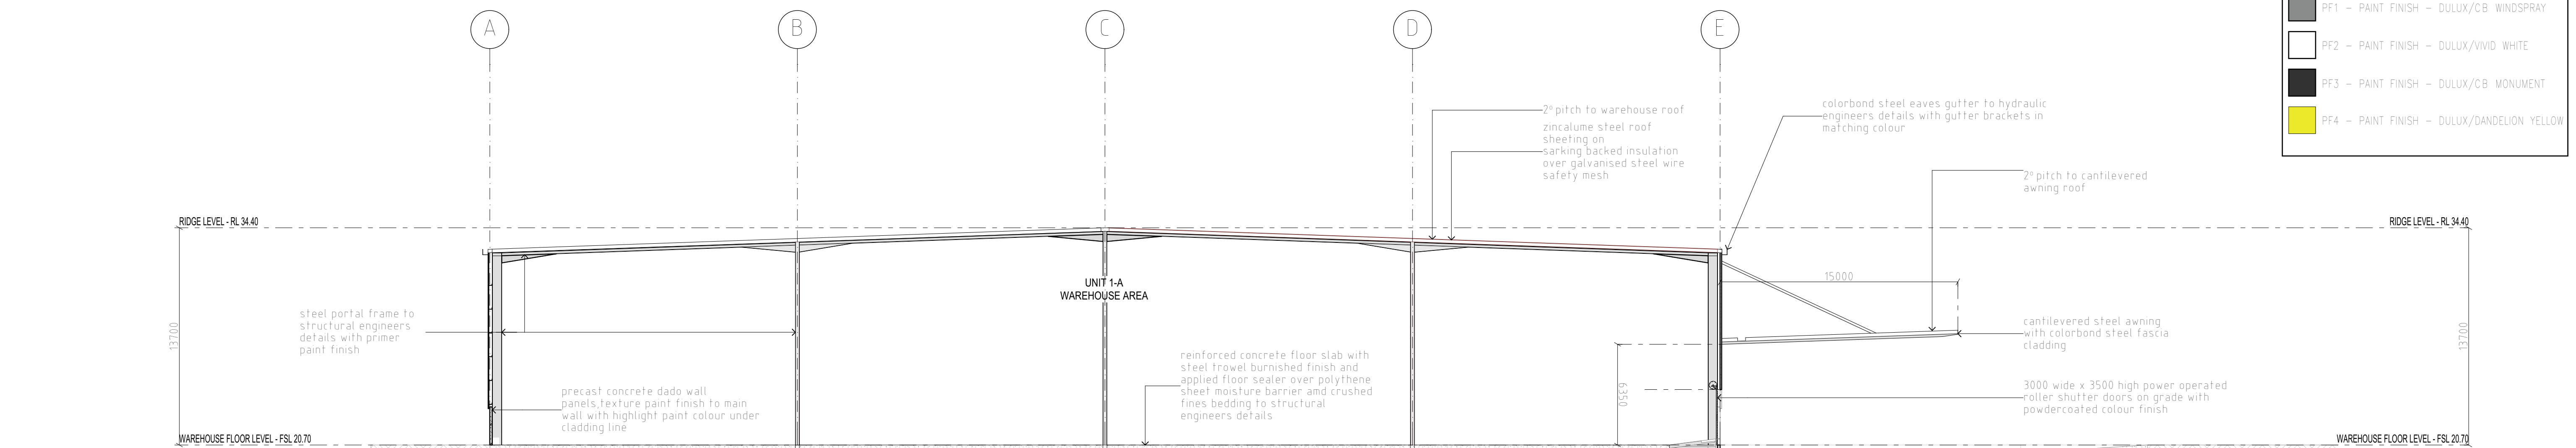 A
B
C
D
E
PF1 - PAINT FINISH - DULUX/CB WINDSPRAY
PF2 - PAINT FINISH - DULUX/VIVID WHITE
PF3 - PAINT FINISH - DULUX/CB MONUMENT
PF4 - PAINT FINISH - DULUX/DANDELION YELLOW
2° pitch to warehouse roof
zincalume steel roof
sheeting on
sarking backed insulation
over galvanised steel wire
safety mesh
colorbond steel eaves gutter to hydraulic
engineers details with gutter brackets in
matching colour
2° pitch to cantilevered
awning roof
RIDGE LEVEL - RL 34.40
RIDGE LEVEL - RL 34.40
15000
UNIT 1-A
WAREHOUSE AREA
steel portal frame to
structural engineers
details with primer
paint finish
13700
cantilevered steel awning
with colorbond steel fascia
cladding
13700
reinforced concrete floor slab with
steel trowel burnished finish and
applied floor sealer over polythene
sheet moisture barrier amd crushed
fines bedding to structural
engineers details
6350
precast concrete dado wall
panels,texture paint finish to main
wall with highlight paint colour under
cladding line
3000 wide x 3500 high power operated
roller shutter doors on grade with
powdercoated colour finish
WAREHOUSE FLOOR LEVEL - FSL 20.70
WAREHOUSE FLOOR LEVEL - FSL 20.70